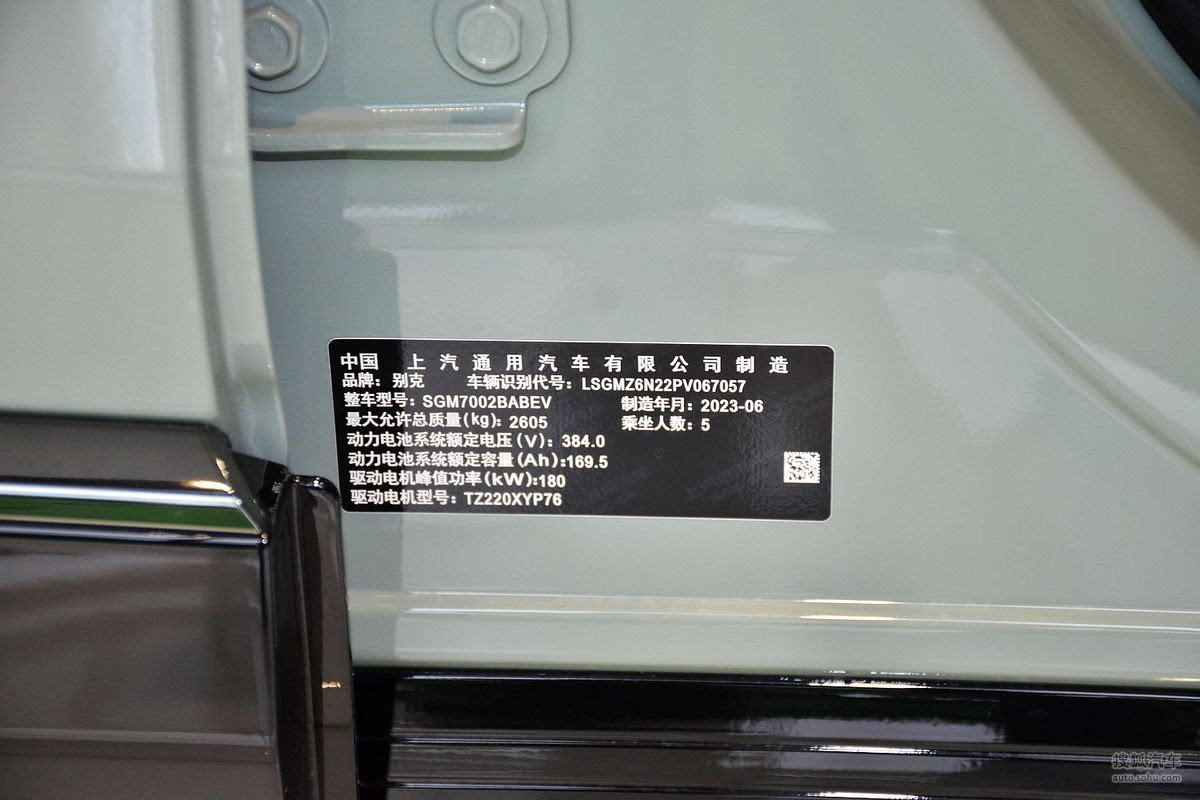 中国 上汽通用汽车有限公司制造
品牌：别克 车辆识别代号：LSGMZ6N22PV067057
整车型号：SGM7002BABEV 制造年月：2023-06
最大允许总质量(kg)：2605 乘坐人数：5
动力电池系统额定电压(V)：384.0
动力电池系统额定容量(Ah):169.5
驱动电机峰值功率(kW):180
驱动电机型号：TZ220XYP76
搜狐汽车
auto.sohu.com